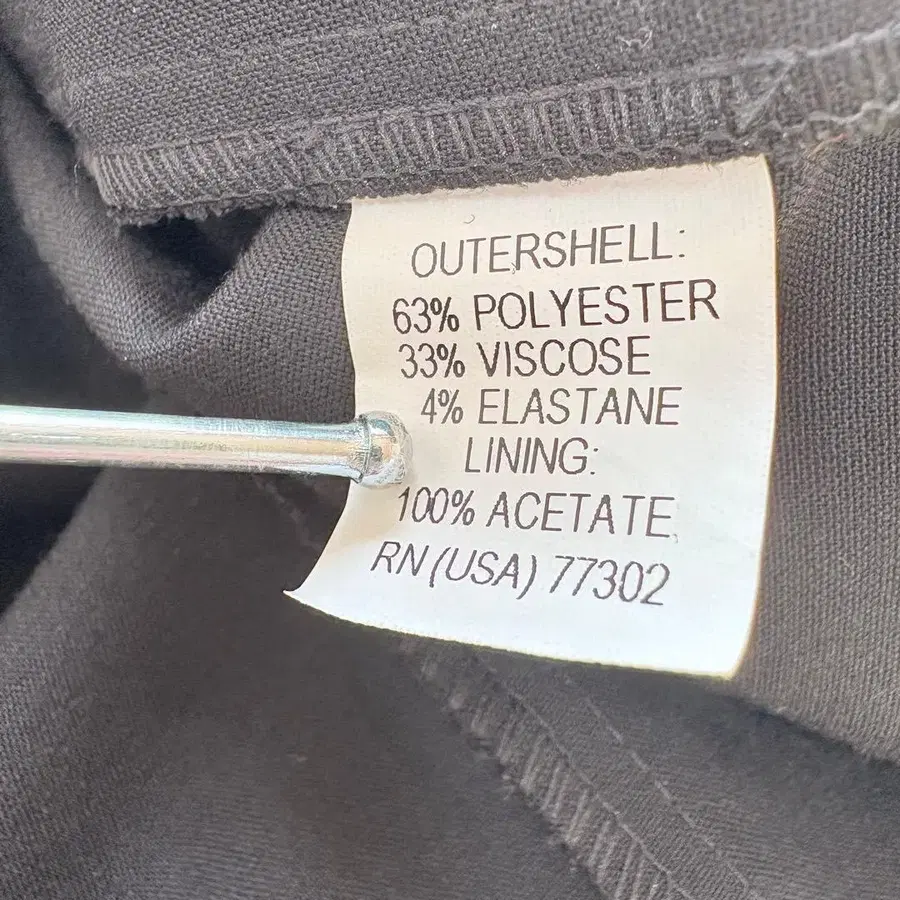 OUTERSHELL:
63% POLYESTER
33% VISCOSE
4% ELASTANE
LINING:
100% ACETATE
RN (USA) 77302